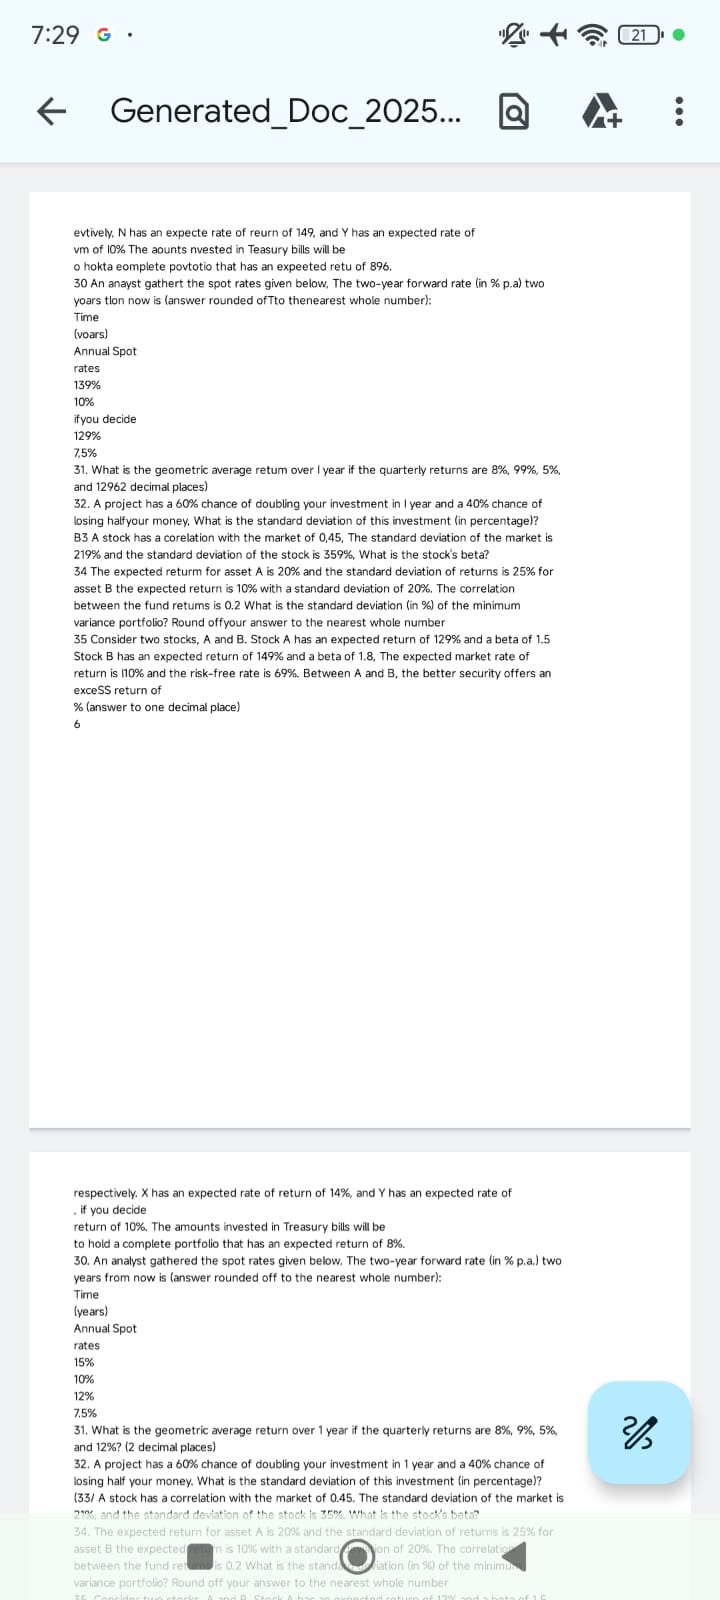 7:29 G
21
Generated_Doc_2025...
evtively, N has an expecte rate of reurn of 149, and Y has an expected rate of
vm of l0% The aounts nvested in Teasury bills will be
o hokta eomplete povtotio that has an expeeted retu of 896.
30 An anayst gathert the spot rates given below, The two-year forward rate (in % p.a) two
yoars tlon now is (answer rounded ofTto thenearest whole number):
Time
(voars)
Annual Spot
rates
139%
10%
ifyou decide
129%
7,5%
31. What is the geometric average retum over l year if the quarterly returns are 8%, 99%, 5%,
and 12962 decimal places)
32. A project has a 60% chance of doubling your investment in l year and a 40% chance of
losing halfyour money, What is the standard deviation of this investment (in percentage)?
B3 A stock has a corelation with the market of 0,45, The standard deviation of the market is
219% and the standard deviation of the stock is 359%, What is the stock's beta?
34 The expected returm for asset A is 20% and the standard deviation of returns is 25% for
asset B the expected return is 10% with a standard deviation of 20%. The correlation
between the fund retums is 0.2 What is the standard deviation (in %) of the minimum
variance portfolio? Round offyour answer to the nearest whole number
35 Consider two stocks, A and B. Stock A has an expected return of 129% and a beta of 1.5
Stock B has an expected return of 149% and a beta of 1.8, The expected market rate of
return is l10% and the risk-free rate is 69%. Between A and B, the better security offers an
exceSS return of
% (answer to one decimal place)
6
respectively. X has an expected rate of return of 14%, and Y has an expected rate of
, if you decide
return of 10%. The amounts invested in Treasury bills will be
to hold a complete portfolio that has an expected return of 8%.
30. An analyst gathered the spot rates given below. The two-year forward rate (in % p.a.) two
years from now is (answer rounded off to the nearest whole number):
Time
(years)
Annual Spot
rates
15%
10%
12%
7.5%
31. What is the geometric average return over 1 year if the quarterly returns are 8%, 9%, 5%,
and 12%? (2 decimal places)
32. A project has a 60% chance of doubling your investment in 1 year and a 40% chance of
losing half your money. What is the standard deviation of this investment (in percentage)?
(33/ A stock has a correlation with the market of 0.45. The standard deviation of the market is
21%, and the standard deviation of the stock is 35%. What is the stock's beta?
34. The expected return for asset A is 20% and the standard deviation of returns is 25% for
asset B the expected is 10% with a standard of 20%. The
between the fund is 0.2 What is the (in %) of the
variance portfolio? Round off your answer to the nearest whole number
35. Consider two stocks, A and B. Stock A has an expected return of 12% and a beta of 1.5